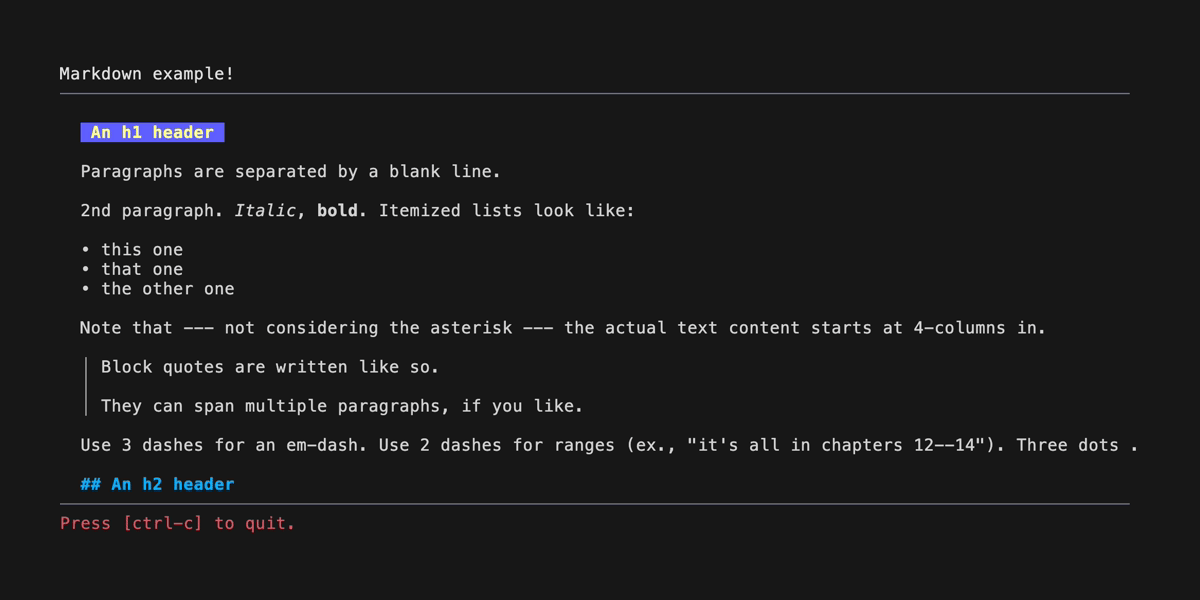 Markdown example!
An h1 header
Paragraphs are separated by a blank line.
2nd paragraph. Italic, bold. Itemized lists look like:
• this one
• that one
• the other one
Note that --- not considering the asterisk --- the actual text content starts at 4-columns in.
Block quotes are written like so.
They can span multiple paragraphs, if you like.
Use 3 dashes for an em-dash. Use 2 dashes for ranges (ex., "it's all in chapters 12--14"). Three dots .
## An h2 header
Press [ctrl-c] to quit.